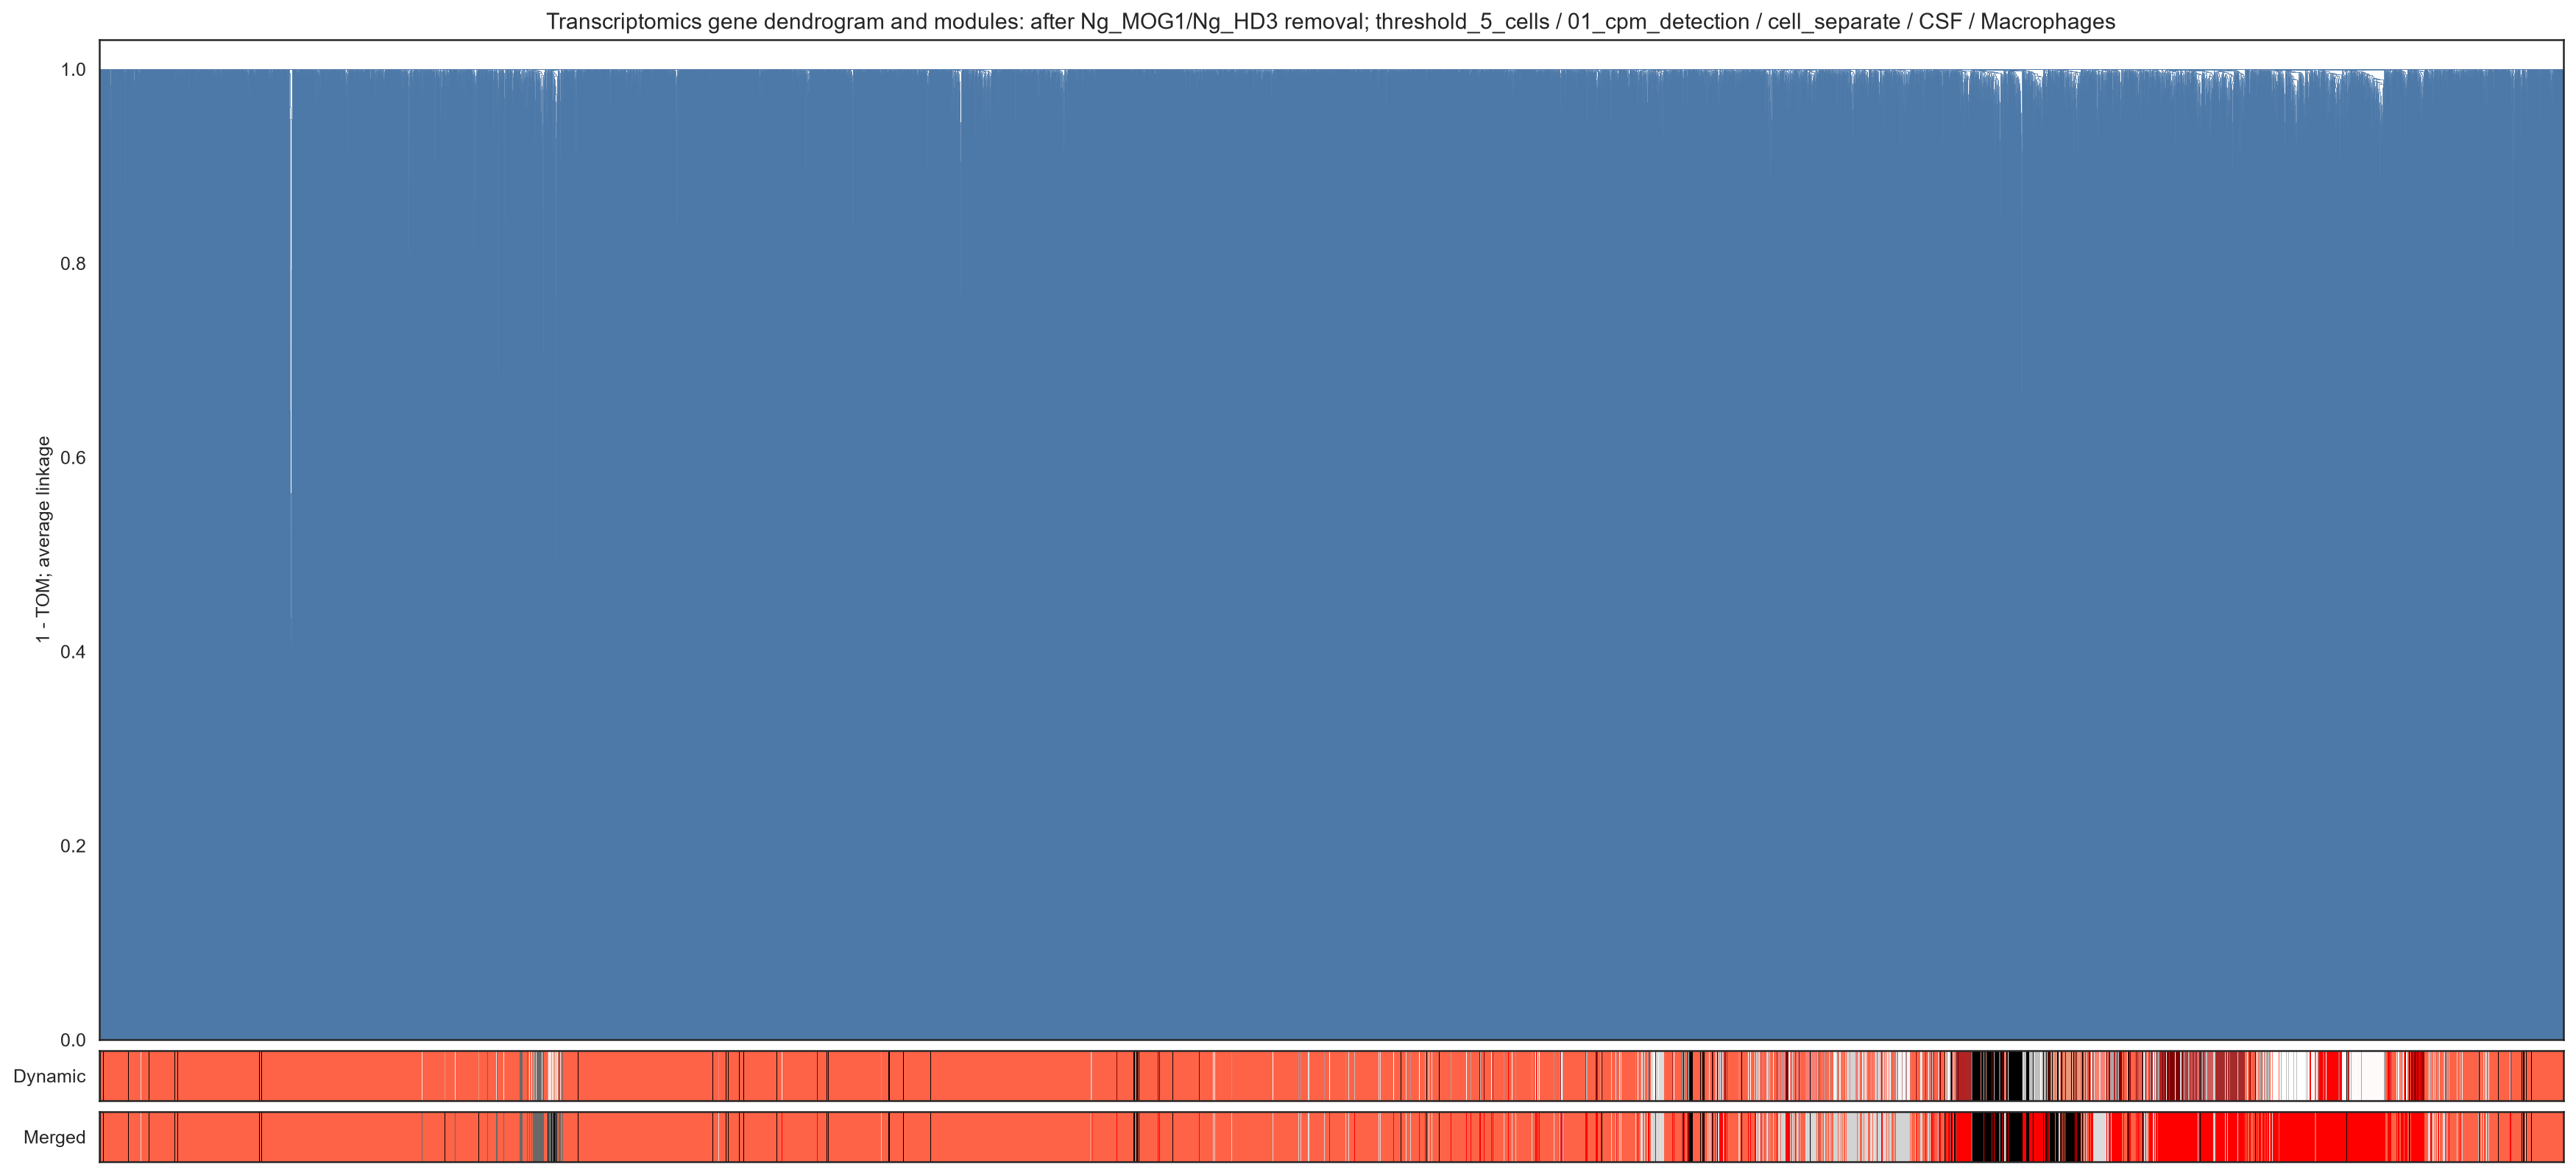 Transcriptomics gene dendrogram and modules: after Ng_MOG1/Ng_HD3 removal; threshold_5_cells / 01_cpm_detection / cell_separate / CSF / Macrophages
1.0
0.8
0.6
0.4
0.2
0.0
1 - TOM; average linkage
Dynamic
Merged